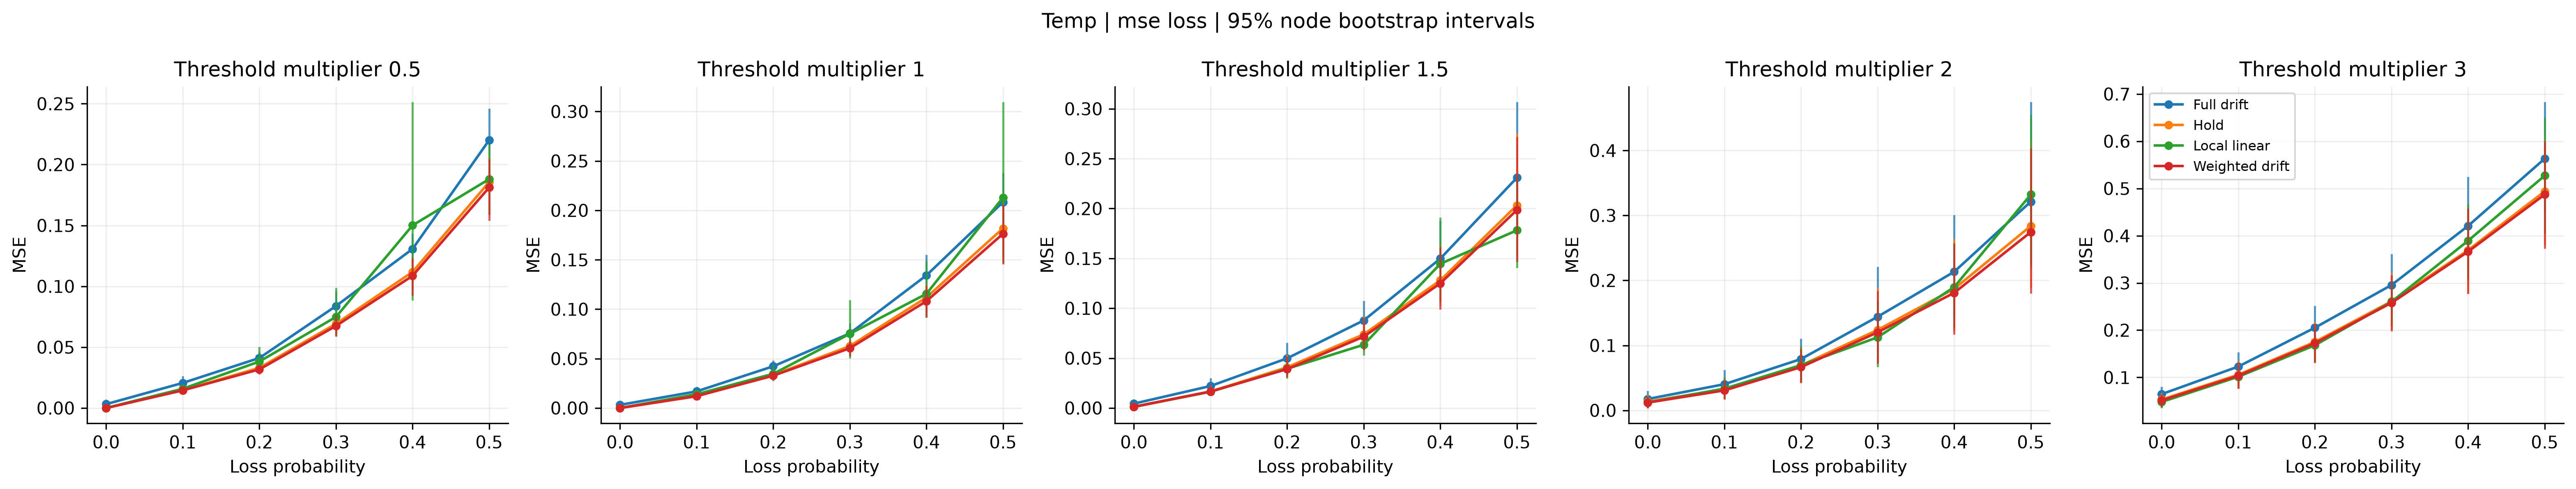 Temp | mse loss | 95% node bootstrap intervals
Threshold multiplier 0.5
MSE
0.25
0.20
0.15
0.10
0.05
0.00
0.0 0.1 0.2 0.3 0.4 0.5
Loss probability
Threshold multiplier 1
MSE
0.30
0.25
0.20
0.15
0.10
0.05
0.00
0.0 0.1 0.2 0.3 0.4 0.5
Loss probability
Threshold multiplier 1.5
MSE
0.30
0.25
0.20
0.15
0.10
0.05
0.00
0.0 0.1 0.2 0.3 0.4 0.5
Loss probability
Threshold multiplier 2
MSE
0.4
0.3
0.2
0.1
0.0
0.0 0.1 0.2 0.3 0.4 0.5
Loss probability
Threshold multiplier 3
MSE
0.7
0.6
0.5
0.4
0.3
0.2
0.1
Full drift
Hold
Local linear
Weighted drift
0.0 0.1 0.2 0.3 0.4 0.5
Loss probability